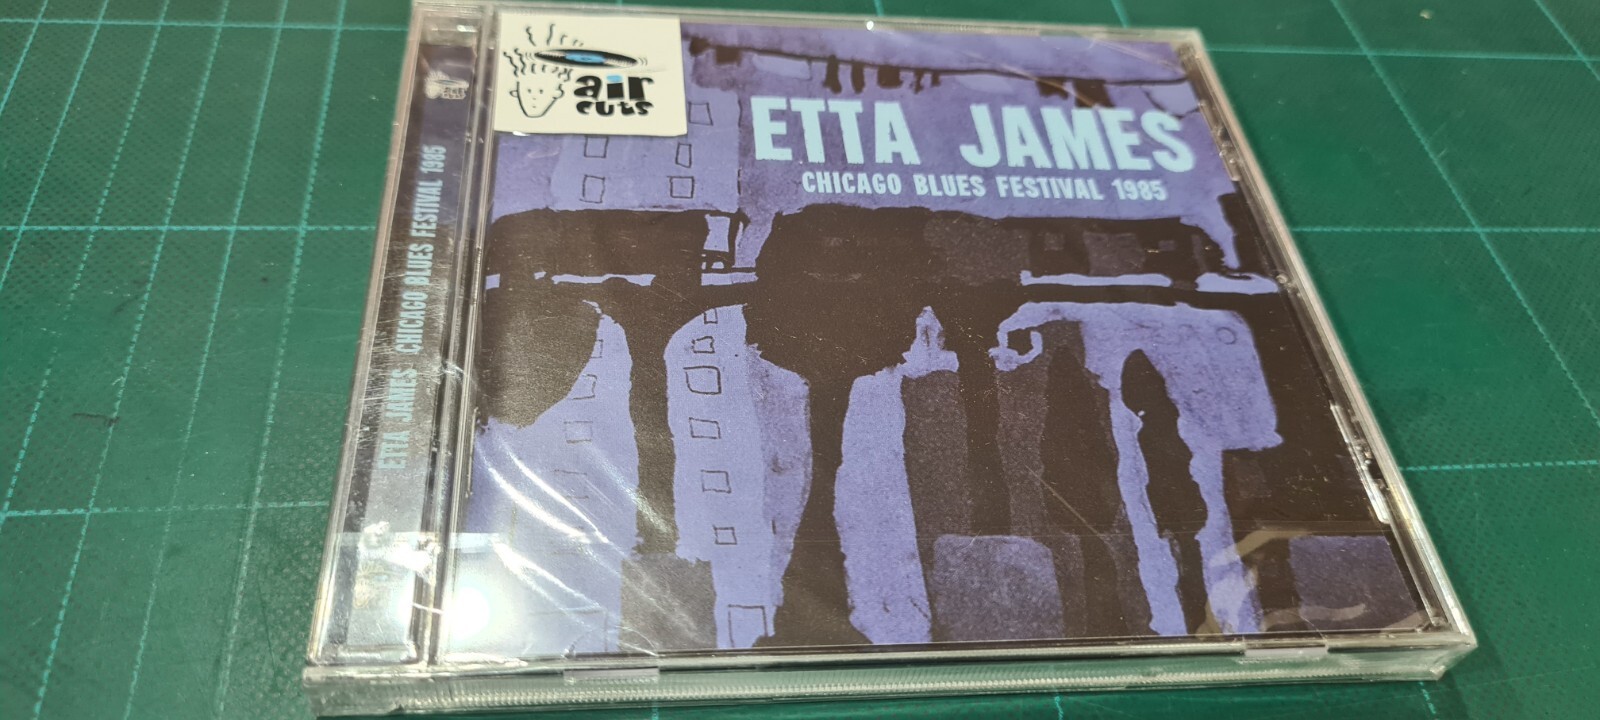 air
cuts
ETTA JAMES
CHICAGO BLUES FESTIVAL 1985
ETTA JAMES CHICAGO BLUES FESTIVAL 1985